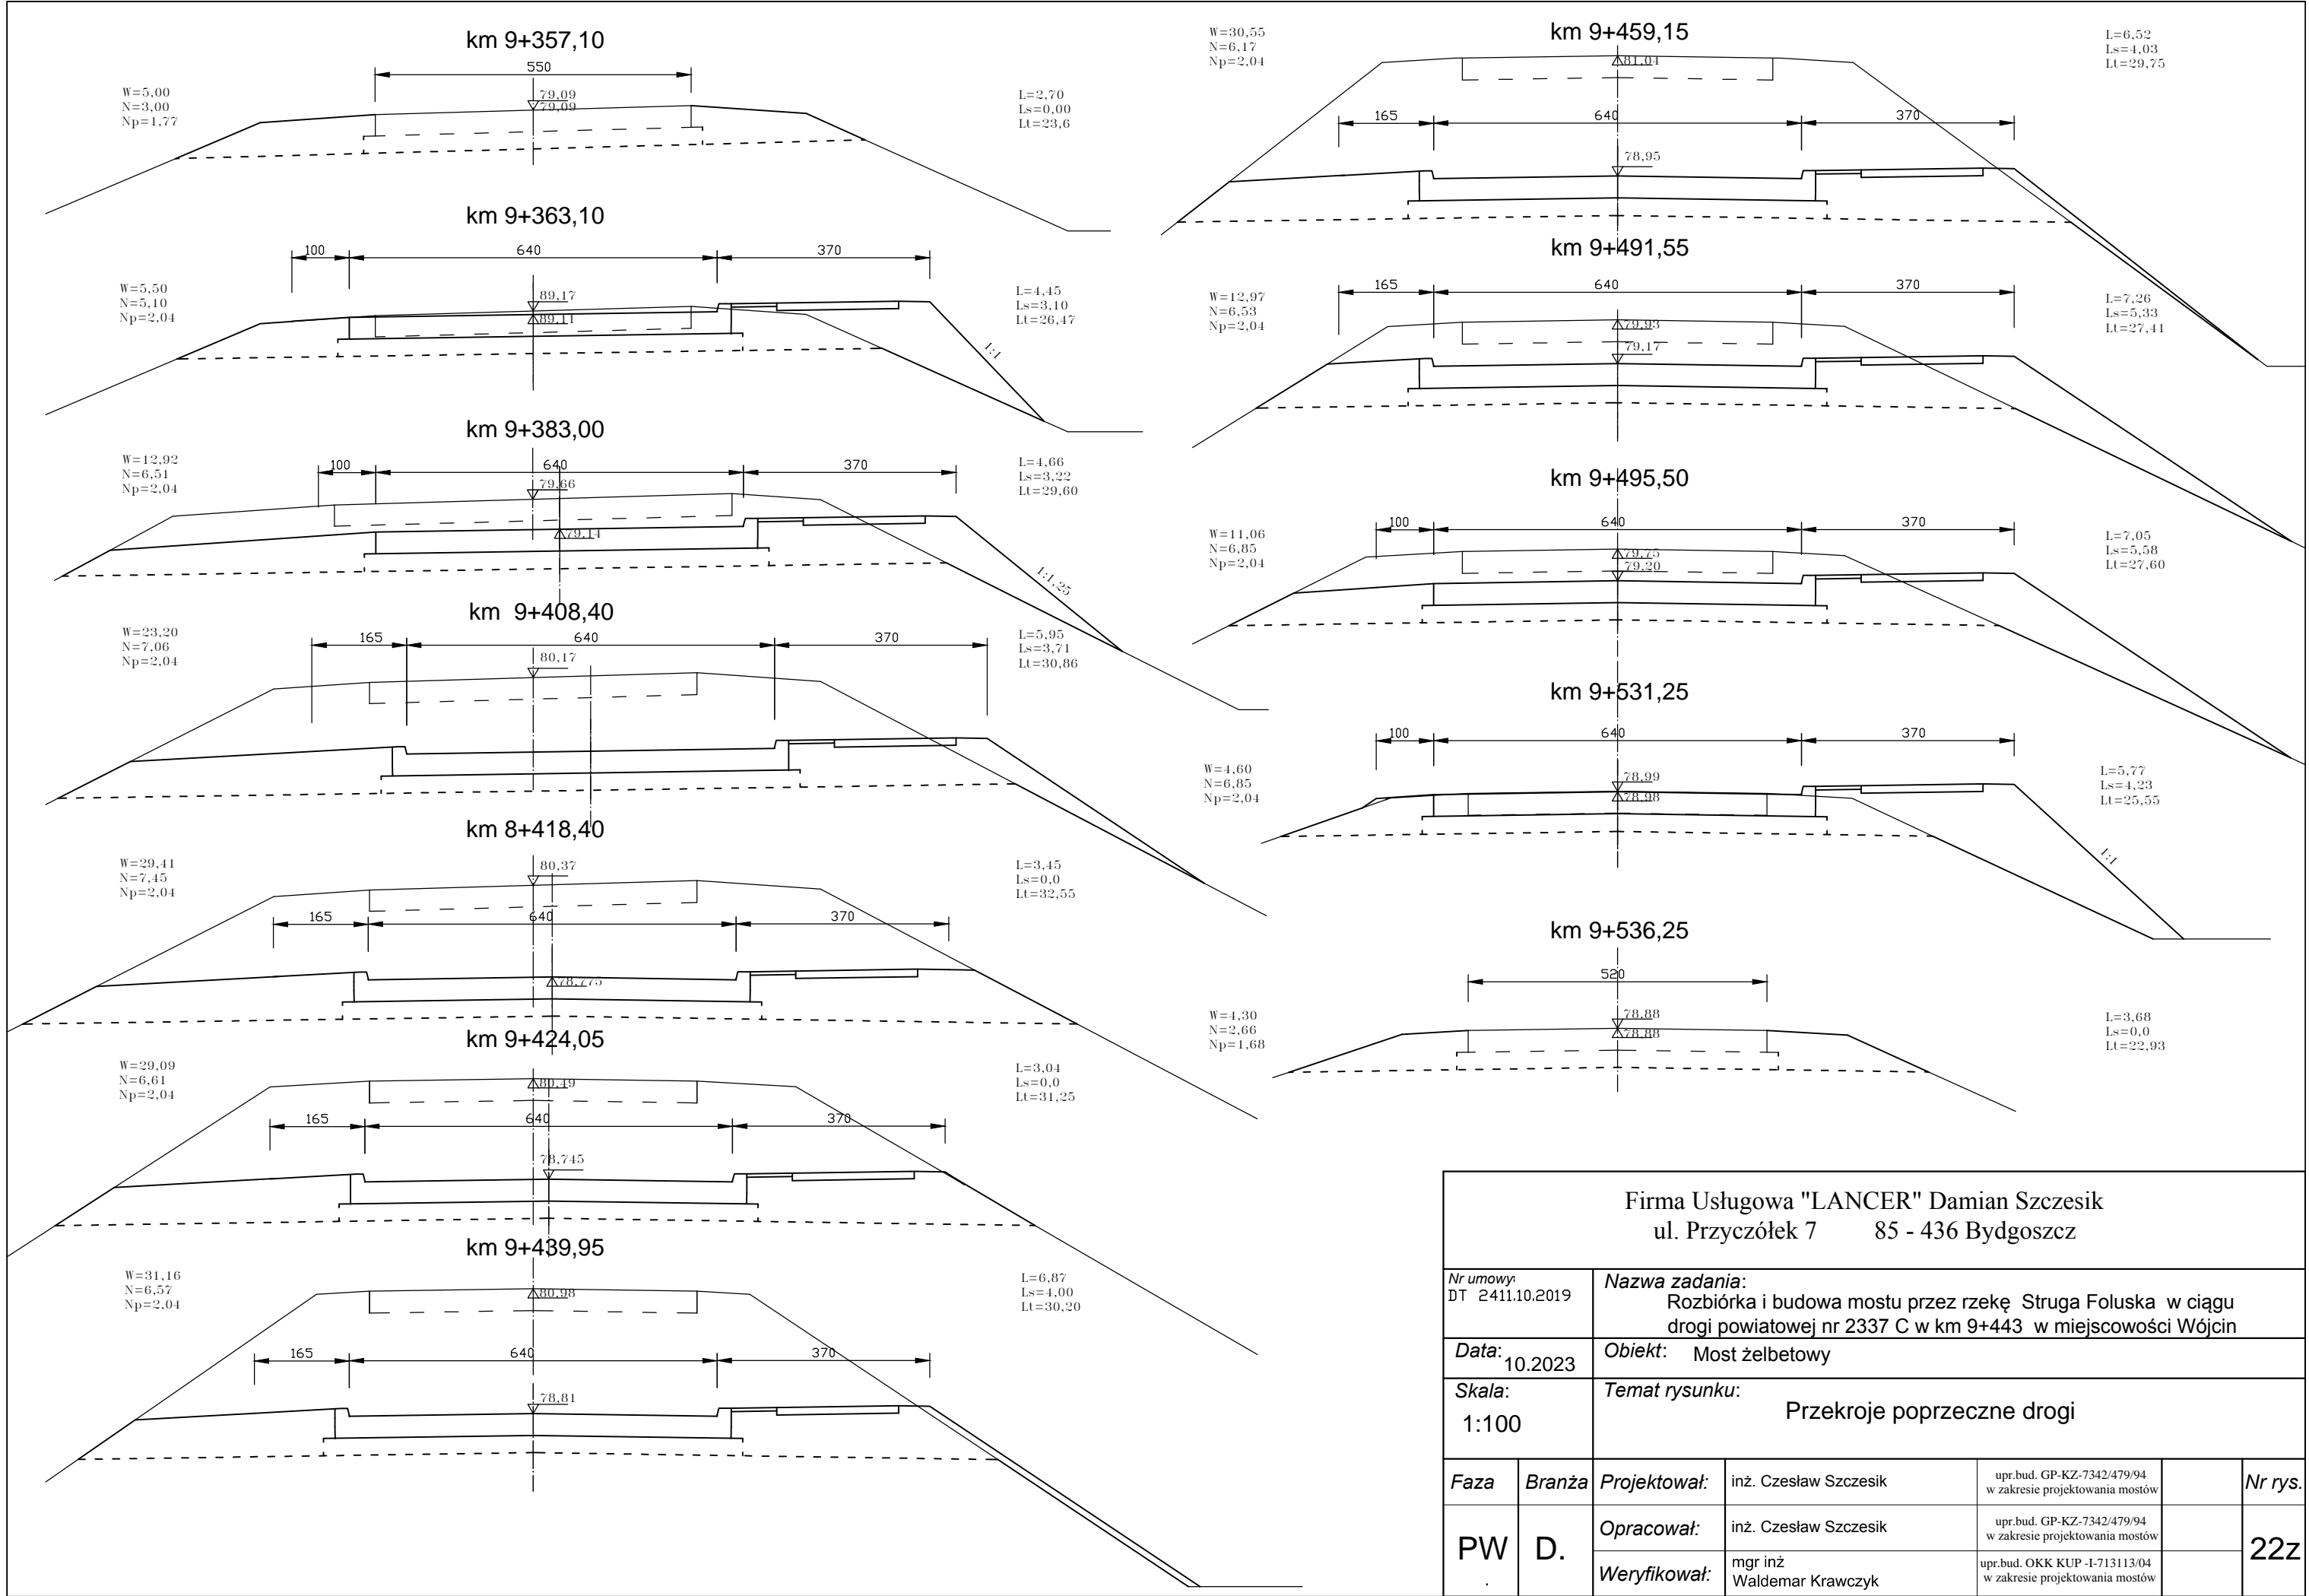 km 9+357,10
550
W=5,00
N=3,00
Np=1,77
79,09
79,09
L=2,70
Ls=0,00
Lt=23,6
km 9+363,10
100
640
370
W=5,50
N=5,10
Np=2,04
89,17
89,11
L=4,45
Ls=3,10
Lt=26,47
1:1
km 9+383,00
W=12,92
N=6,51
Np=2,04
100
640
370
79,66
79,14
L=4,66
Ls=3,22
Lt=29,60
1:1,25
km 9+408,40
W=23,20
N=7,06
Np=2,04
165
640
370
80,17
L=5,95
Ls=3,71
Lt=30,86
km 8+418,40
W=29,41
N=7,45
Np=2,04
80,37
165
640
370
78,775
L=3,45
Ls=0,0
Lt=32,55
km 9+424,05
W=29,09
N=6,61
Np=2,04
80,49
165
640
370
78,745
L=3,04
Ls=0,0
Lt=31,25
km 9+439,95
W=31,16
N=6,57
Np=2,04
80,98
165
640
370
78,81
L=6,87
Ls=4,00
Lt=30,20
km 9+459,15
W=30,55
N=6,17
Np=2,04
81,04
165
640
370
78,95
L=6,52
Ls=4,03
Lt=29,75
km 9+491,55
165
640
370
W=12,97
N=6,53
Np=2,04
79,93
79,17
L=7,26
Ls=5,33
Lt=27,41
km 9+495,50
100
640
370
W=11,06
N=6,85
Np=2,04
79,75
79,20
L=7,05
Ls=5,58
Lt=27,60
km 9+531,25
100
640
370
W=4,60
N=6,85
Np=2,04
78,99
78,98
L=5,77
Ls=4,23
Lt=25,55
1:1
km 9+536,25
520
W=4,30
N=2,66
Np=1,68
78,88
78,88
L=3,68
Ls=0,0
Lt=22,93
Firma Usługowa "LANCER" Damian Szczesik
ul. Przyczółek 7 85 - 436 Bydgoszcz
Nr umowy:
DT 2411.10.2019
Nazwa zadania:
Rozbiórka i budowa mostu przez rzekę Struga Foluska w ciągu
drogi powiatowej nr 2337 C w km 9+443 w miejscowości Wójcin
Data:
10.2023
Obiekt: Most żelbetowy
Skala:
1:100
Temat rysunku:
Przekroje poprzeczne drogi
Faza
Branża
Projektował:
inż. Czesław Szczesik
upr.bud. GP-KZ-7342/479/94
w zakresie projektowania mostów
Nr rys.
PW
.
D.
Opracował:
inż. Czesław Szczesik
upr.bud. GP-KZ-7342/479/94
w zakresie projektowania mostów
22z
Weryfikował:
mgr inż
Waldemar Krawczyk
upr.bud. OKK KUP -I-713113/04
w zakresie projektowania mostów